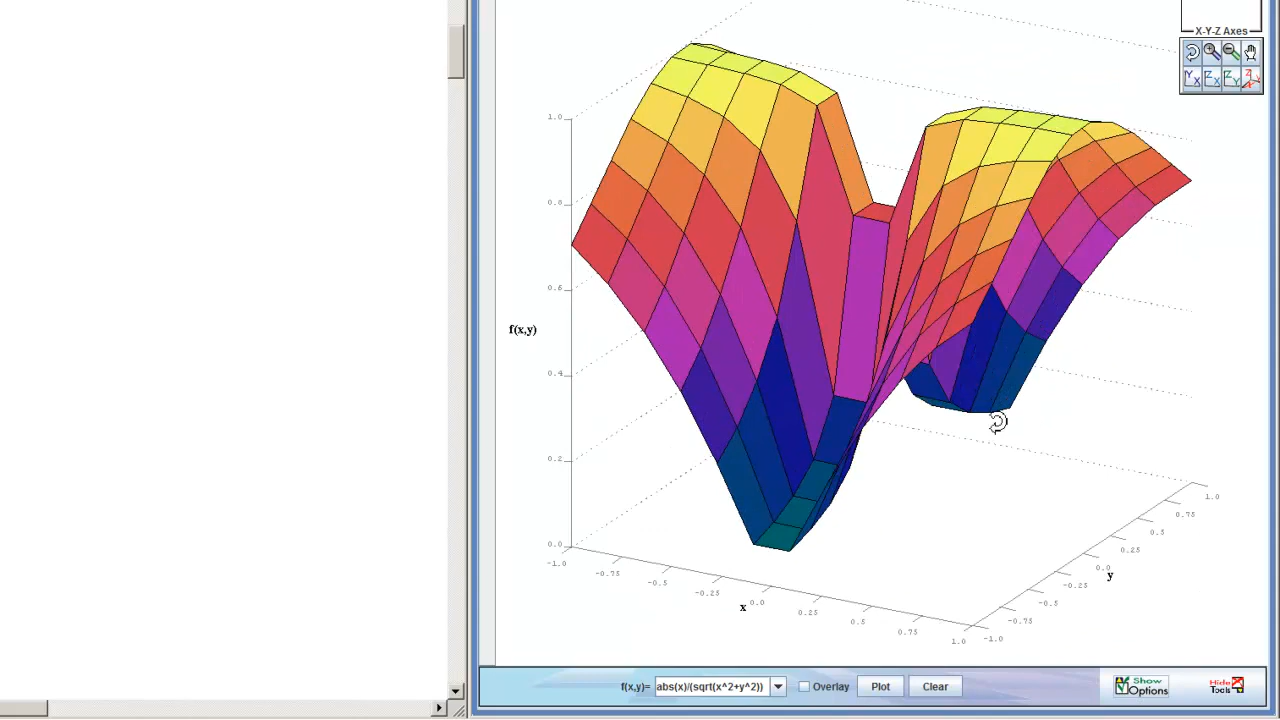 X-Y-Z Axes
Y X
Z X
Z Y
1.0
0.8
0.6
0.4
0.2
0.0
f(x,y)
-1.0
-0.75
-0.5
-0.25
0.0
0.25
0.5
0.75
1.0
x
-1.0
-0.75
-0.5
-0.25
0.0
0.25
0.5
0.75
1.0
y
f(x,y)= abs(x)/(sqrt(x^2+y^2)) Overlay Plot Clear
Show Options
Hide Tools